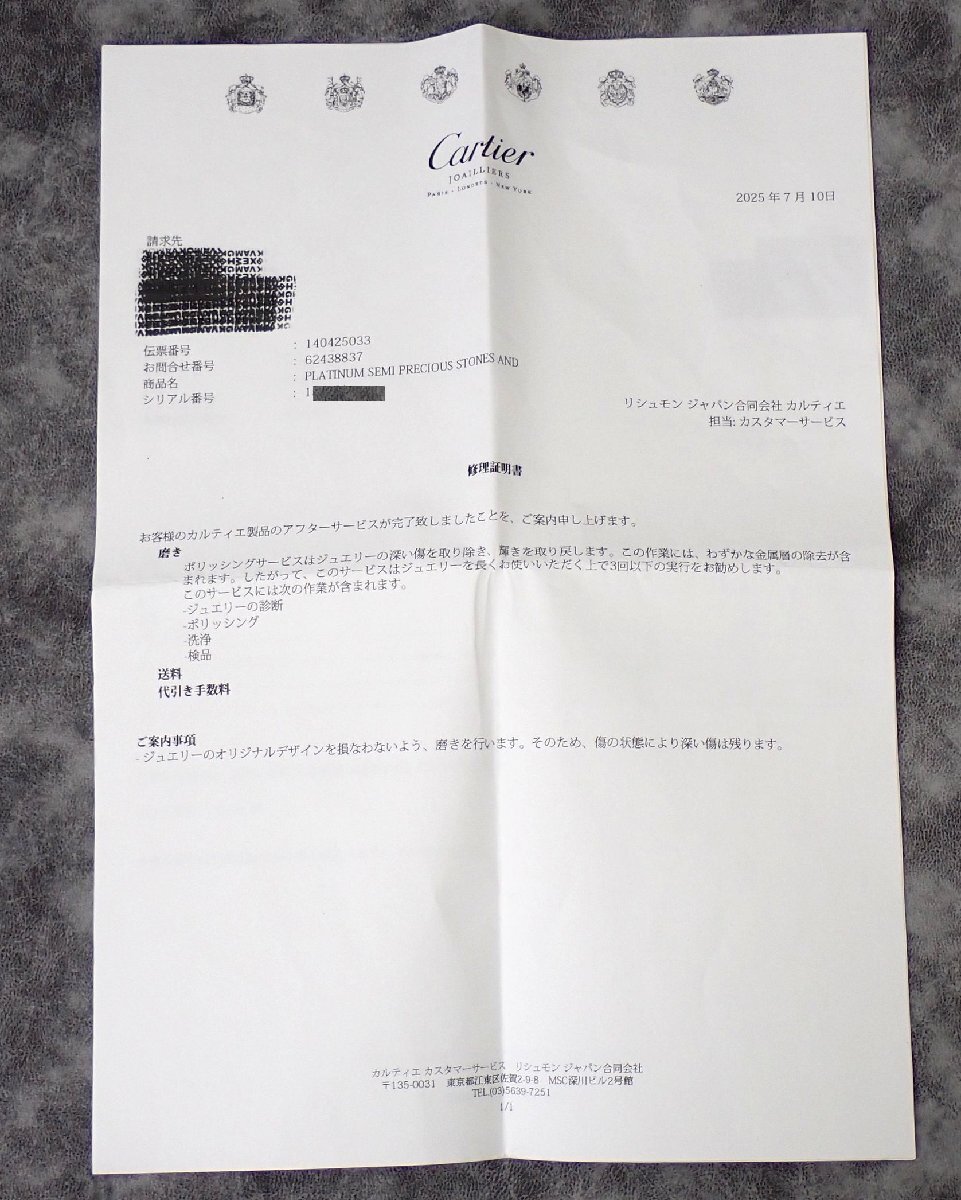 Cartier
JOAILLIERS
PARIS - LONDRES - NEW YORK
2025 年 7 月 10日
請求先
伝票番号 : 140425033
お問合せ番号 : 62438837
商品名 : PLATINUM SEMI PRECIOUS STONES AND
シリアル番号 : 1
リシュモン ジャパン合同会社 カルティエ
担当: カスタマーサービス
修理証明書
お客様のカルティエ製品のアフターサービスが完了致しましたことを、ご案内申し上げます。
磨き
ポリッシングサービスはジュエリーの深い傷を取り除き、輝きを取り戻します。この作業には、わずかな金属層の除去が含
まれます。したがって、このサービスはジュエリーを長くお使いいただく上で3回以下の実行をお勧めします。
このサービスには次の作業が含まれます。
-ジュエリーの診断
-ポリッシング
-洗浄
-検品
送料
代引き手数料
ご案内事項
- ジュエリーのオリジナルデザインを損なわないよう、磨きを行います。そのため、傷の状態により深い傷は残ります。
カルティエ カスタマーサービス リシュモン ジャパン合同会社
〒135-0031 東京都江東区佐賀2-9-8 MSC深川ビル2号館
TEL.(03)5639-7251
1/1